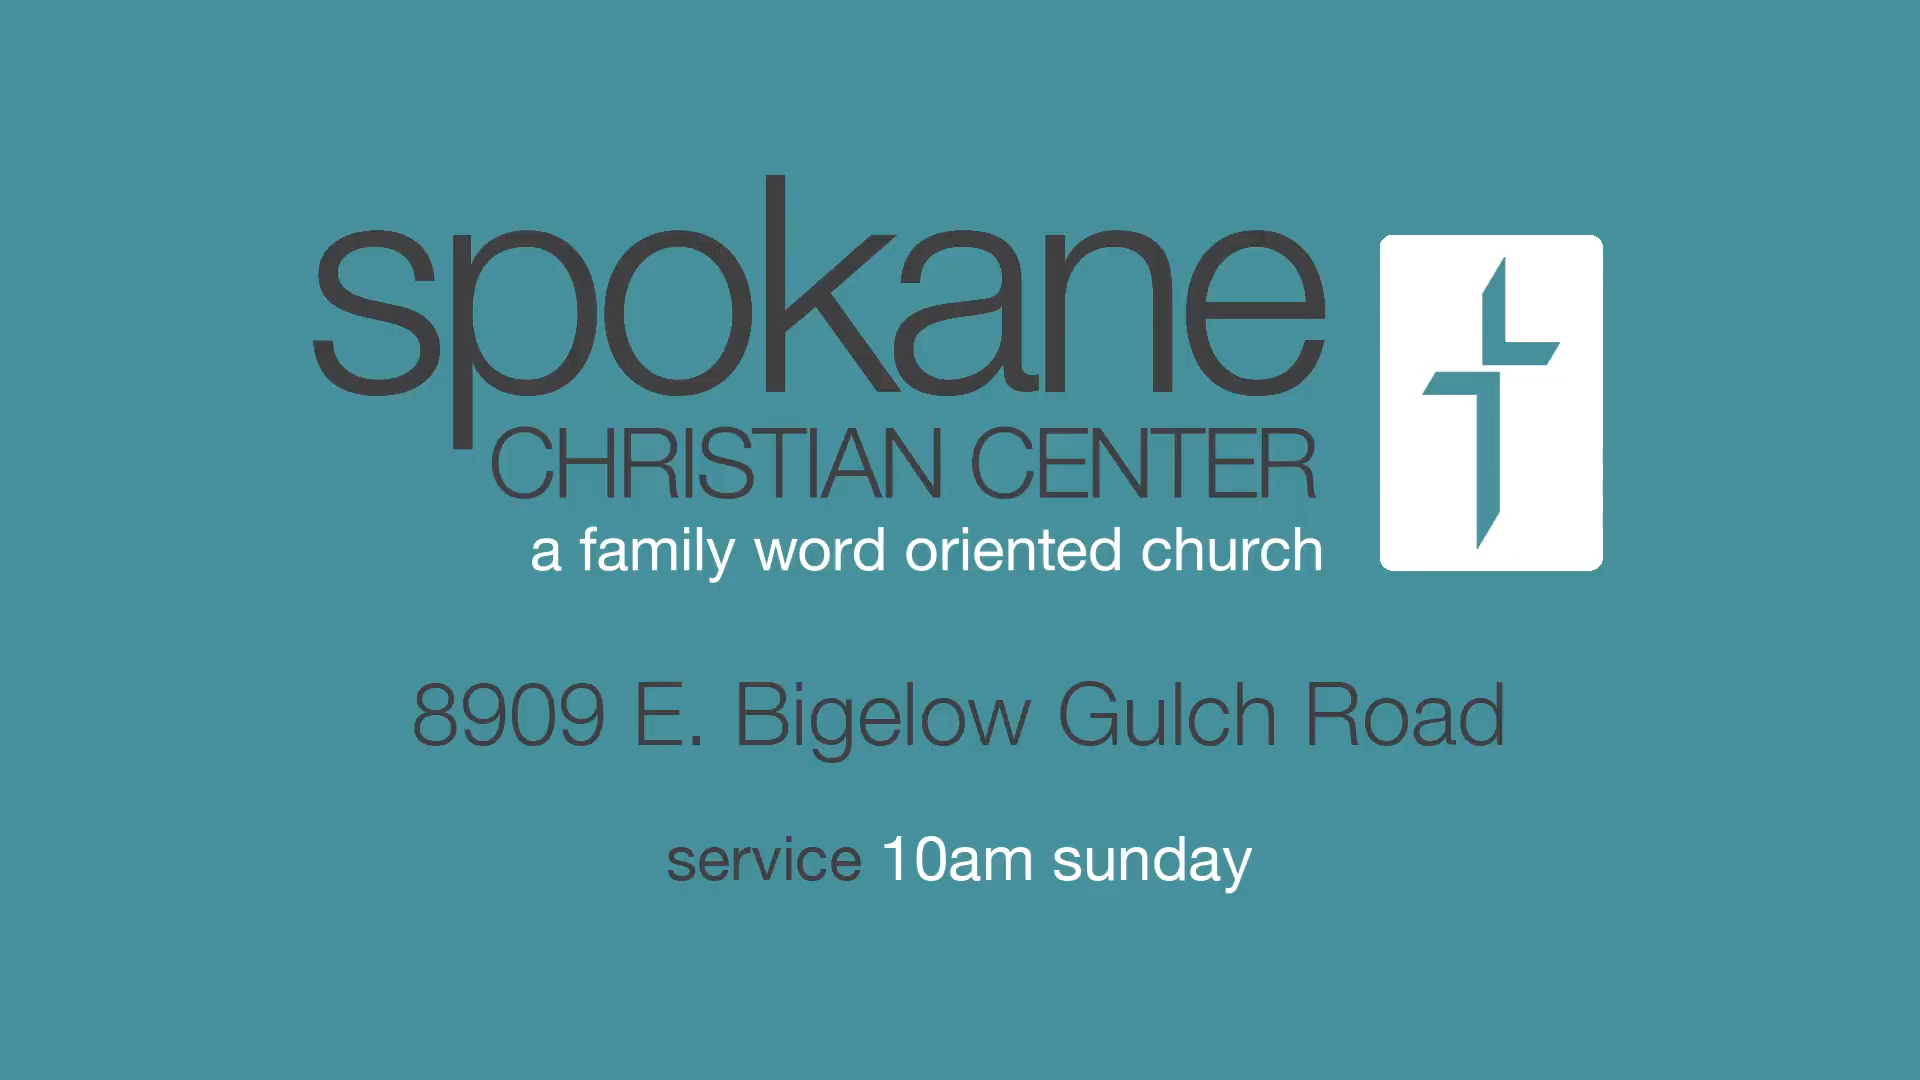 spokane
CHRISTIAN CENTER
a family word oriented church
8909 E. Bigelow Gulch Road
service 10am sunday